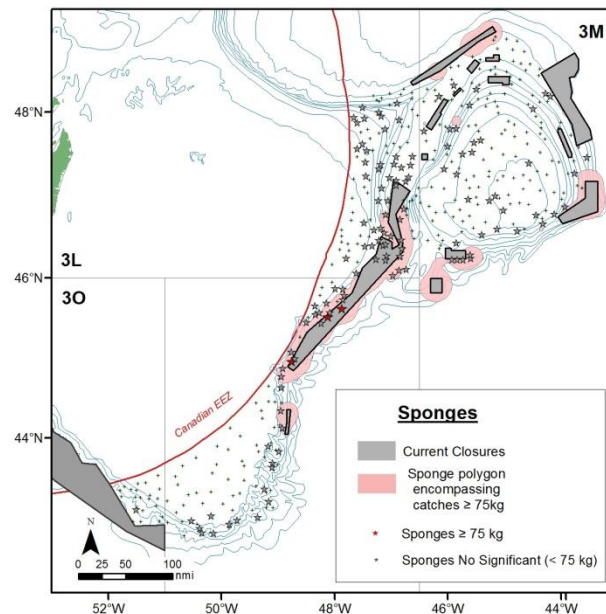 3M
48°N
46°N
3L
3O
Canadian EEZ
44°N
N
0 25 50 100
nmi
52°W
50°W
48°W
46°W
44°W
Sponges
Current Closures
Sponge polygon
encompassing
catches ≥ 75kg
Sponges ≥ 75 kg
Sponges No Significant (< 75 kg)